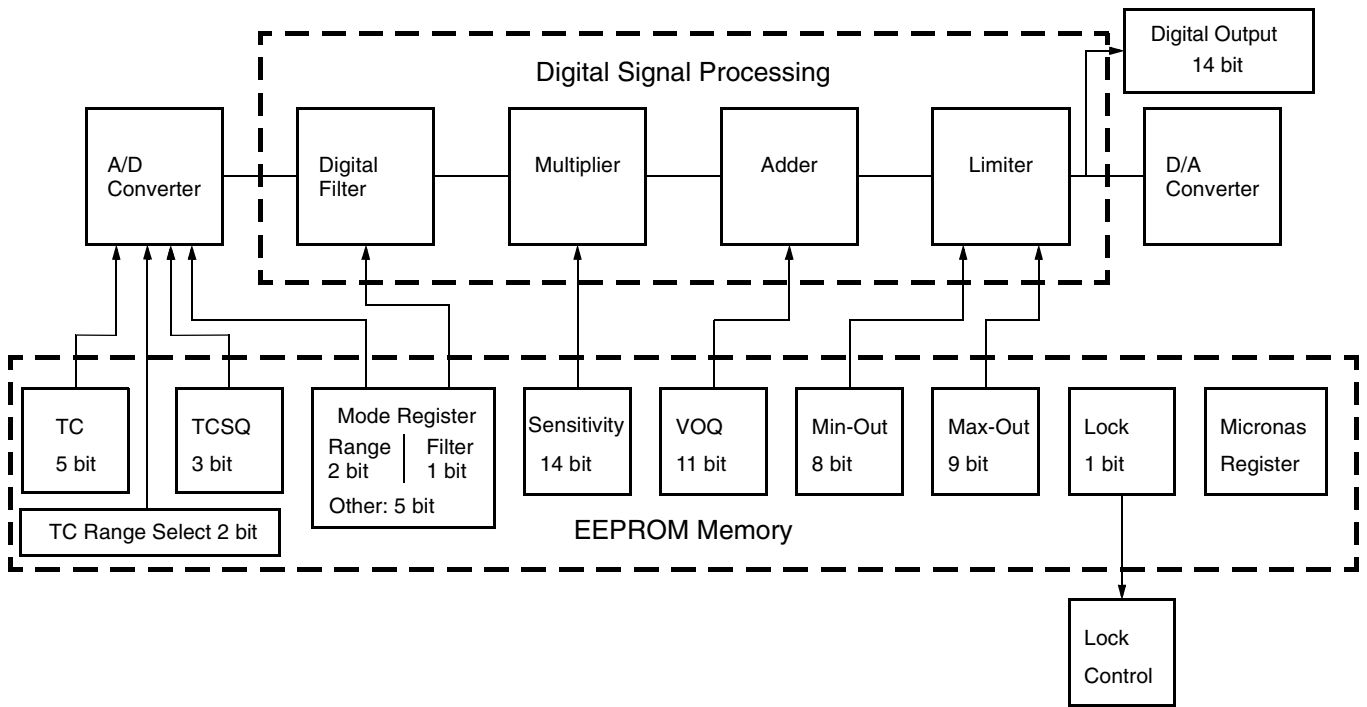 Digital Output
14 bit
Digital Signal Processing
A/D
Converter
Digital
Filter
Multiplier
Adder
Limiter
D/A
Converter
TC
5 bit
TCSQ
3 bit
Mode Register
Range
2 bit
Filter
1 bit
Other: 5 bit
Sensitivity
14 bit
VOQ
11 bit
Min-Out
8 bit
Max-Out
9 bit
Lock
1 bit
Micronas
Register
TC Range Select 2 bit
EEPROM Memory
Lock
Control